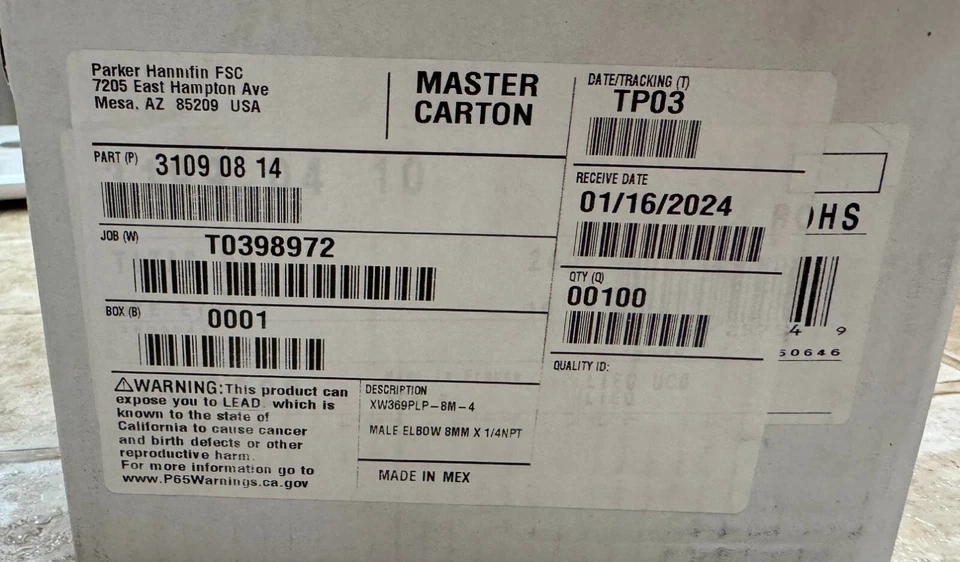 Parker Hannifin FSC
7205 East Hampton Ave
Mesa, AZ 85209 USA
MASTER
CARTON
DATE/TRACKING (T)
TP03
PART (P) 3109 08 14
RECEIVE DATE
01/16/2024
JOB (W) T0398972
QTY (Q)
00100
BOX (B) 0001
QUALITY ID:
⚠WARNING: This product can
expose you to LEAD, which is
known to the state of
California to cause cancer
and birth defects or other
reproductive harm.
For more information go to
www.P65Warnings.ca.gov
DESCRIPTION
XW369PLP-8M-4
MALE ELBOW 8MM X 1/4NPT
MADE IN MEX
OHS
4 9
50646